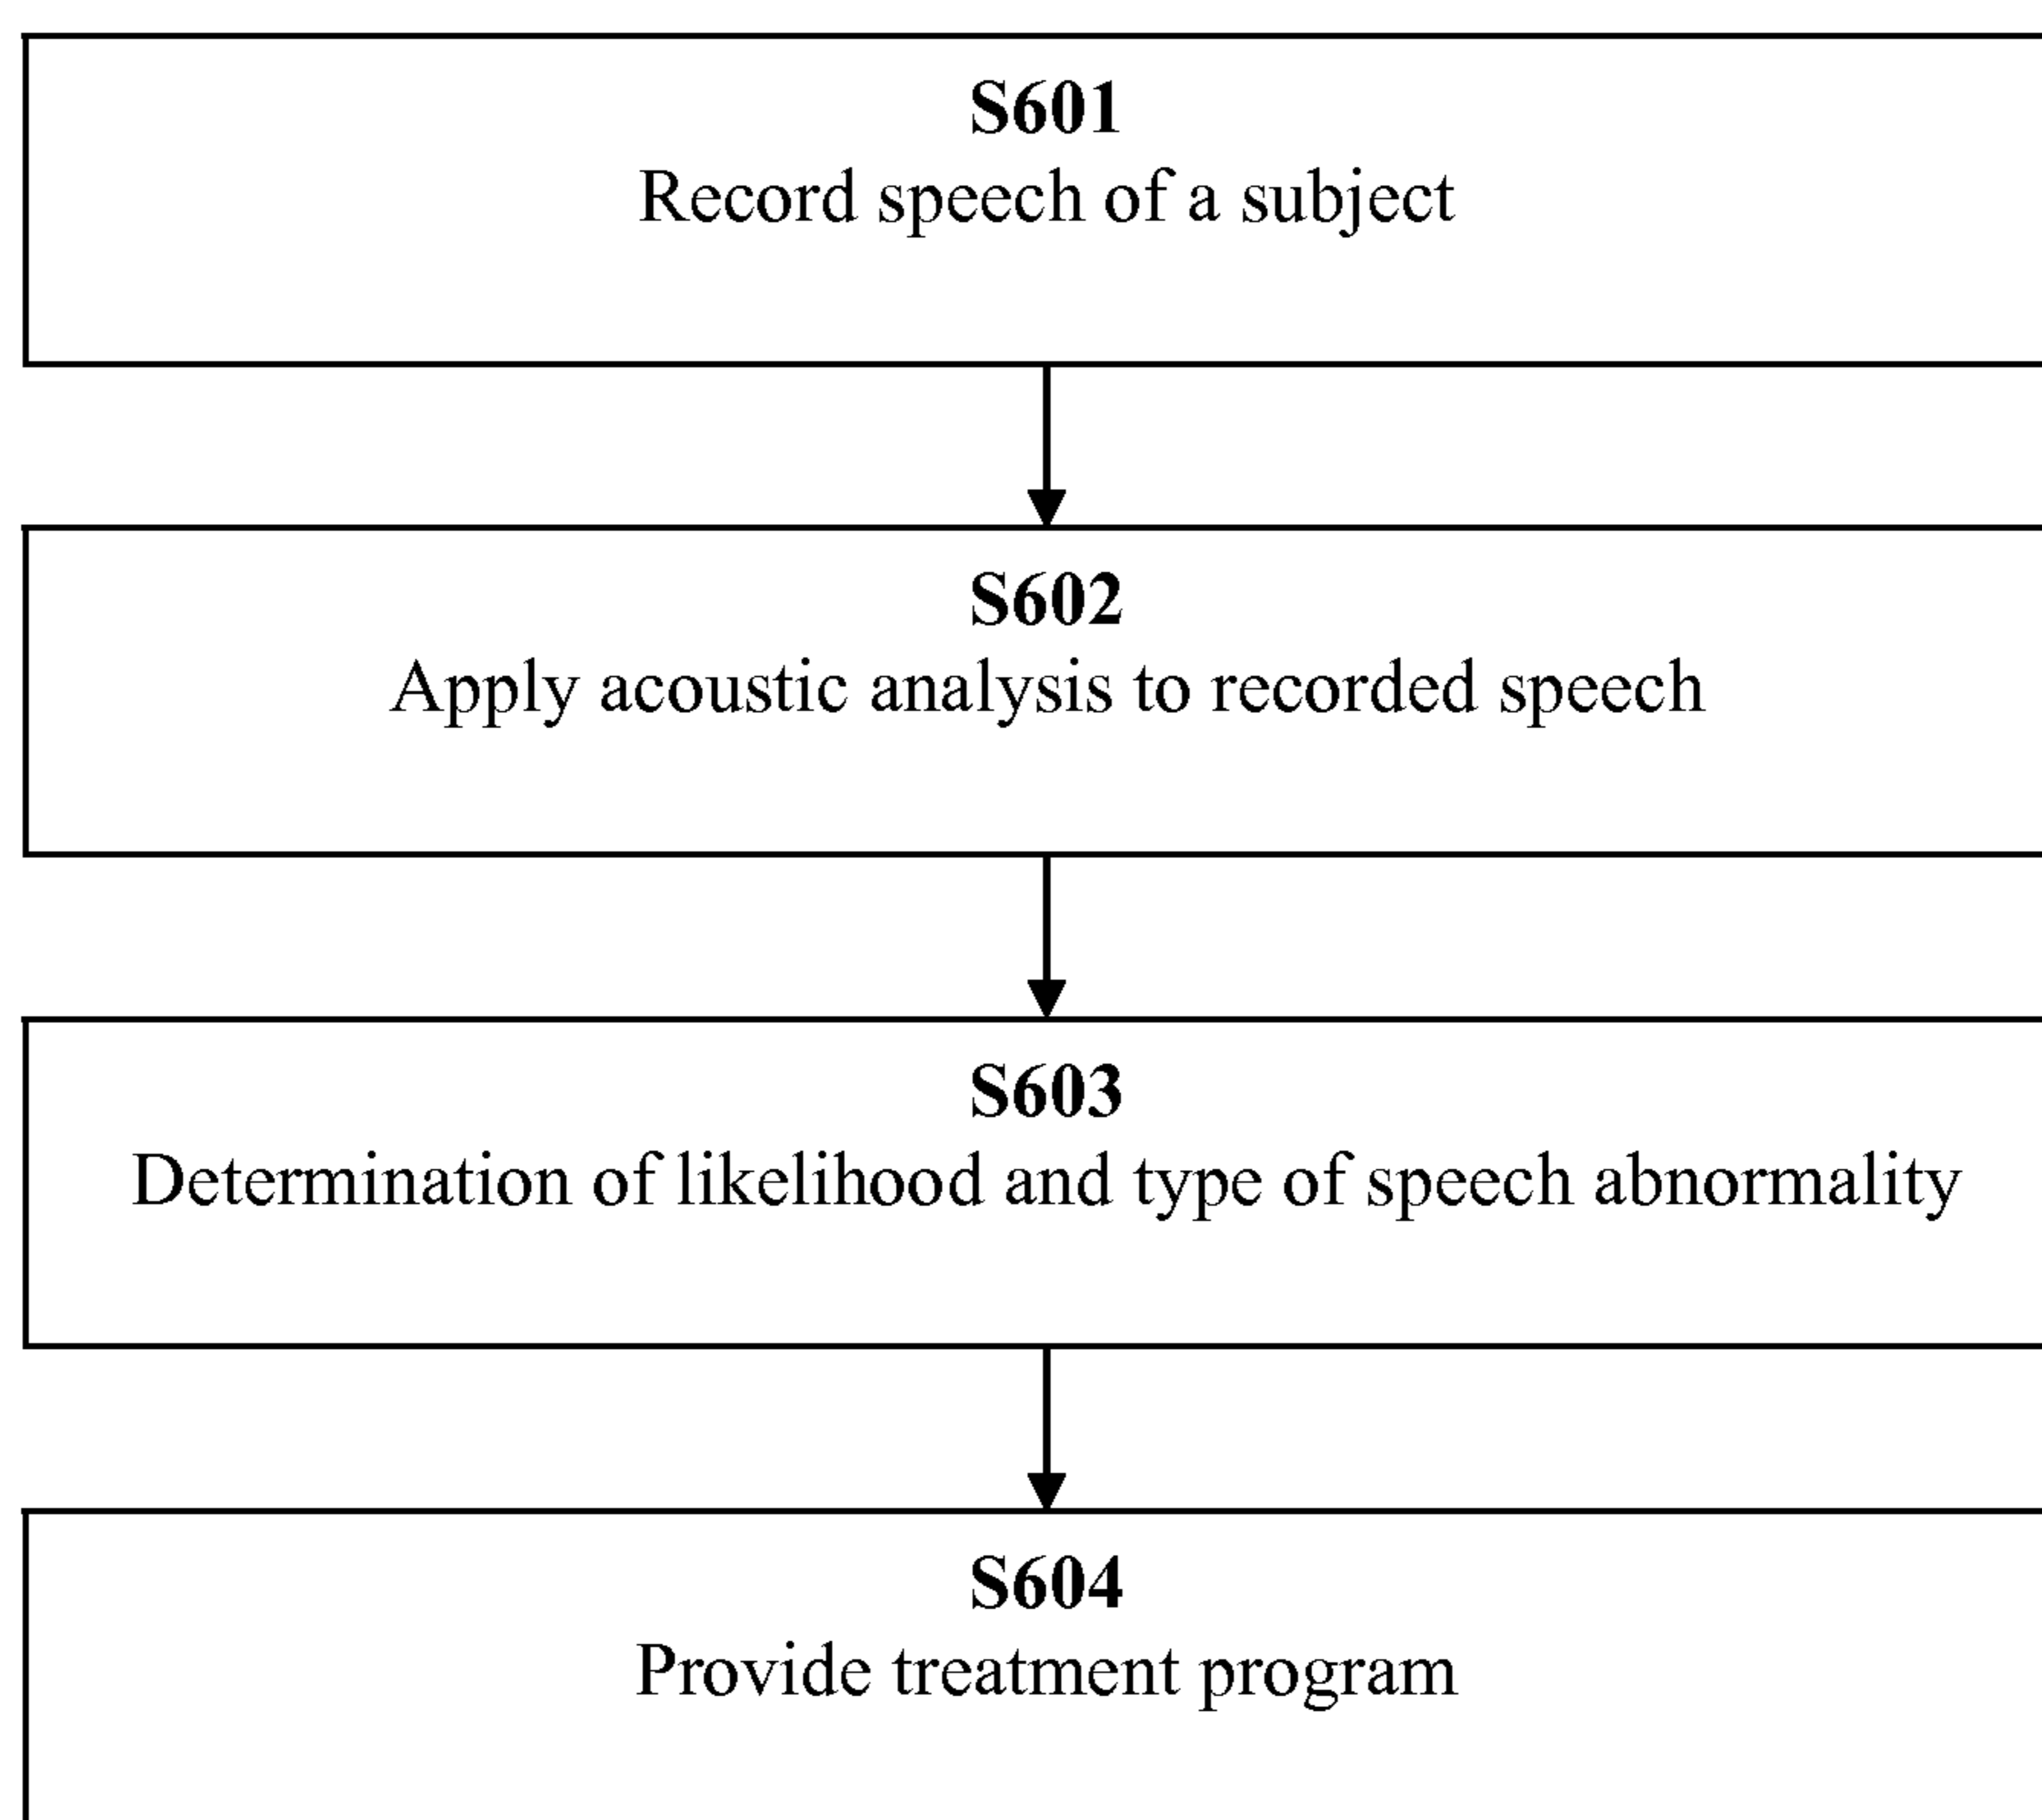 S601
Record speech of a subject
S602
Apply acoustic analysis to recorded speech
S603
Determination of likelihood and type of speech abnormality
S604
Provide treatment program